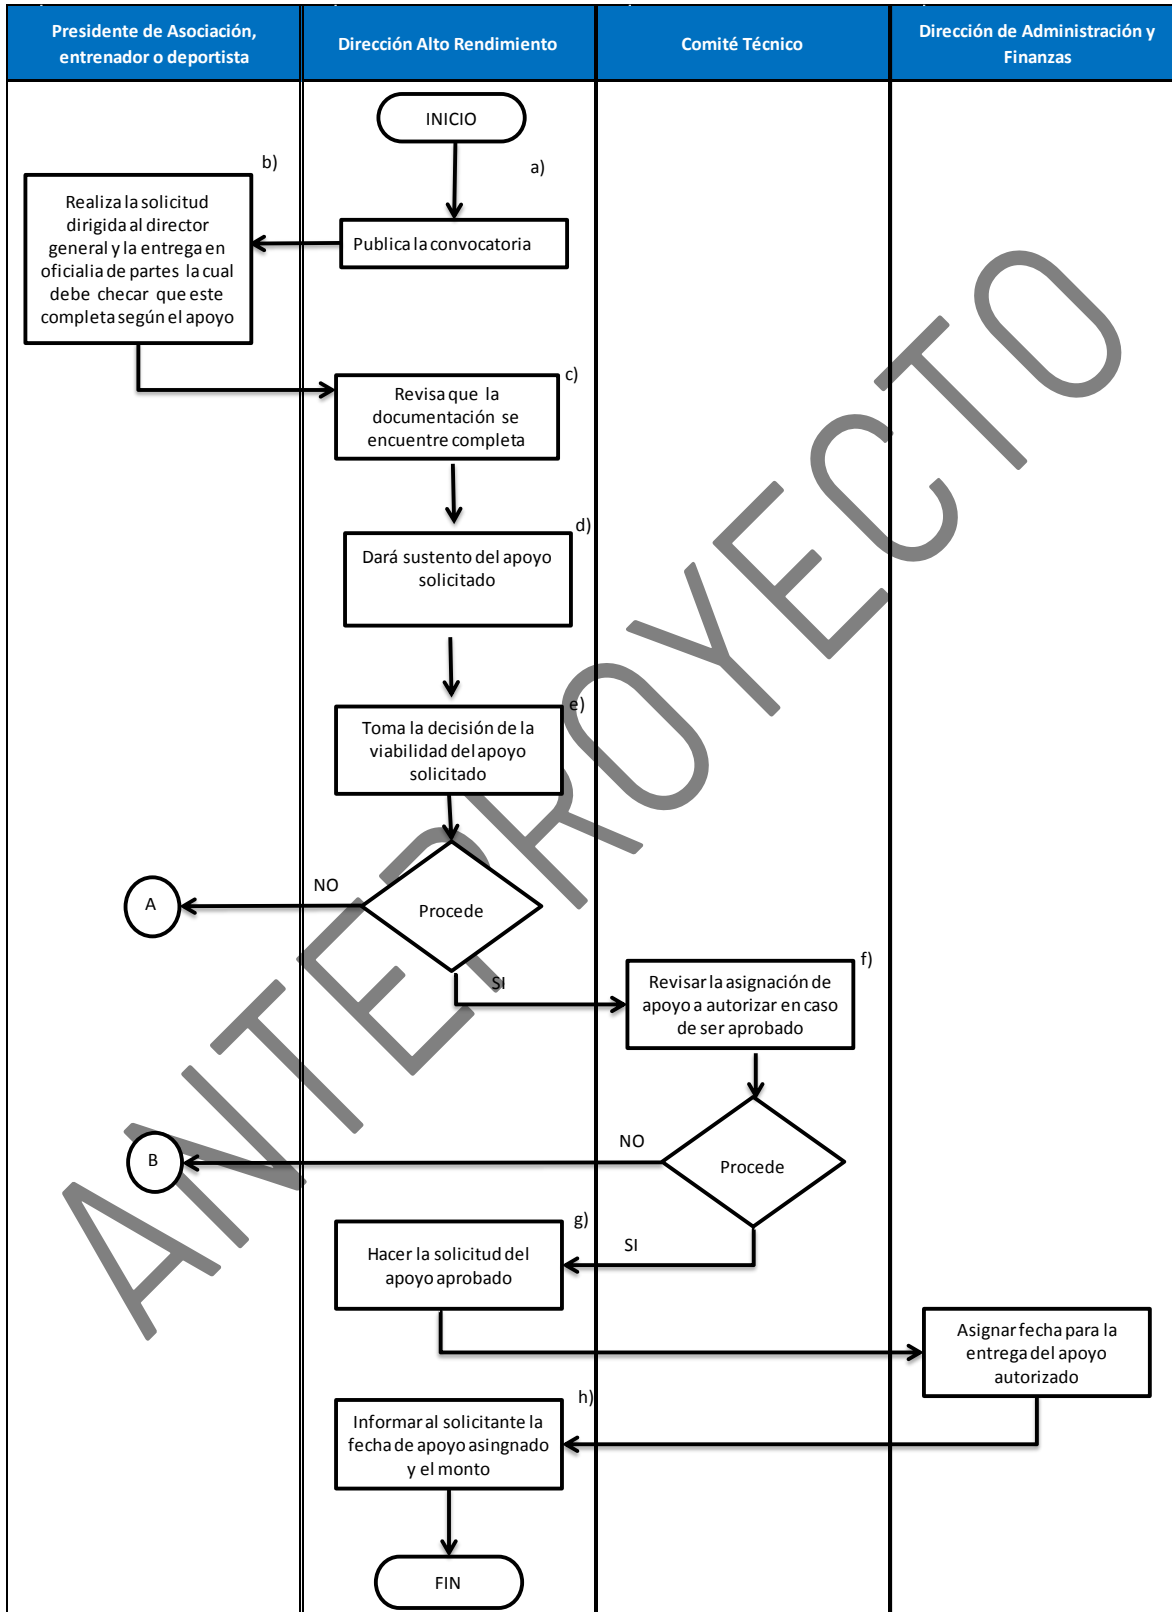 Presidente de Asociación,
entrenador o deportista
Dirección Alto Rendimiento
Comité Técnico
Dirección de Administración y
Finanzas
INICIO
a)
Publica la convocatoria
b)
Realiza la solicitud
dirigida al director
general y la entrega en
oficialia de partes la cual
debe checar que este
completa según el apoyo
c)
Revisa que la
documentación se
encuentre completa
d)
Dará sustento del apoyo
solicitado
e)
Toma la decisión de la
viabilidad del apoyo
solicitado
Procede
NO
A
SI
f)
Revisar la asignación de
apoyo a autorizar en caso
de ser aprobado
Procede
NO
B
SI
g)
Hacer la solicitud del
apoyo aprobado
Asignar fecha para la
entrega del apoyo
autorizado
h)
Informar al solicitante la
fecha de apoyo asingnado
y el monto
FIN
ANTEPROYECTO